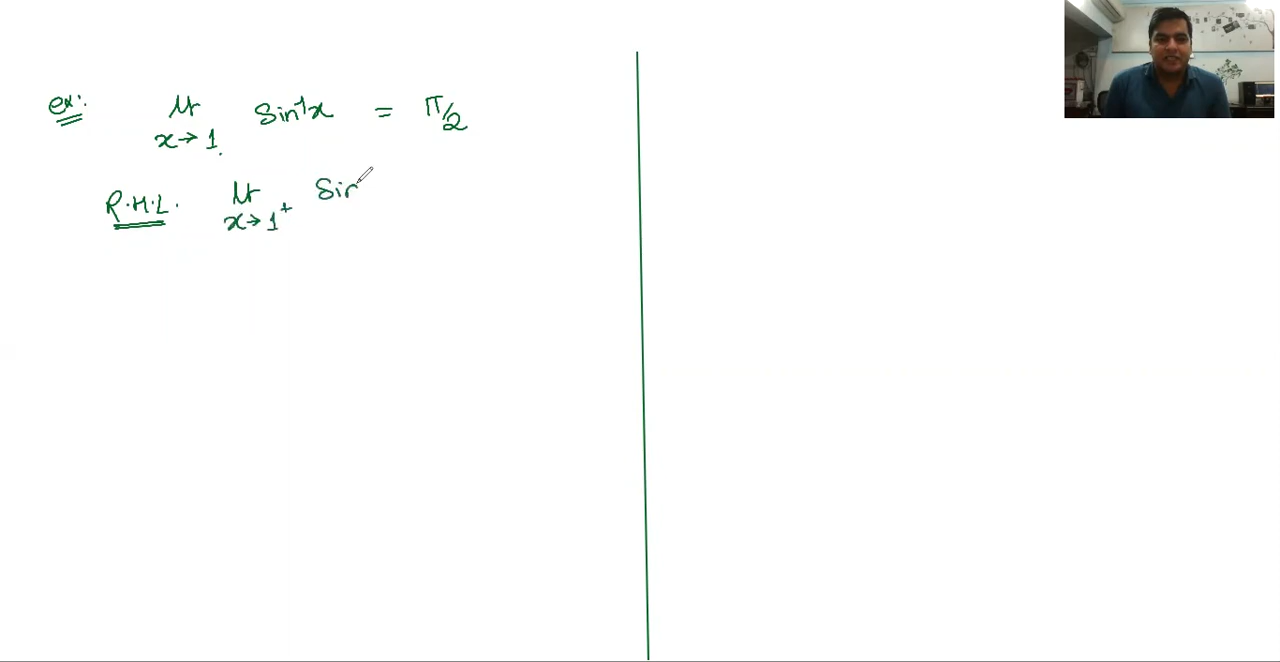 ex: lt sin⁻¹x = π/2
x→1
R.H.L. lt Sin
x→1⁺